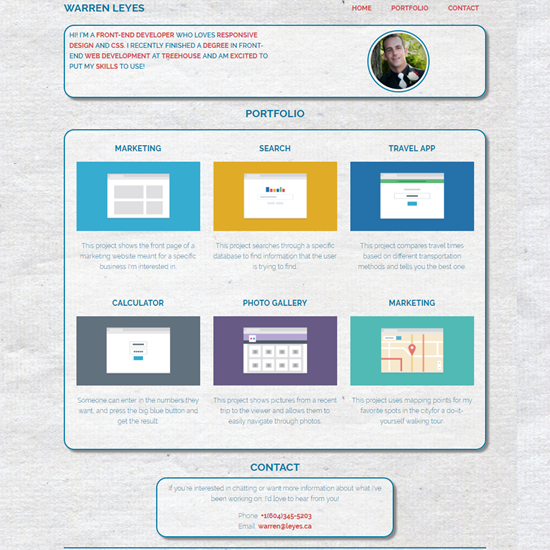 WARREN LEYES
HOME PORTFOLIO CONTACT
HI! I'M A FRONT-END DEVELOPER WHO LOVES RESPONSIVE
DESIGN AND CSS. I RECENTLY FINISHED A DEGREE IN FRONT-
END WEB DEVELOPMENT AT TREEHOUSE AND AM EXCITED TO
PUT MY SKILLS TO USE!
PORTFOLIO
MARKETING
This project shows the front page of a
marketing website meant for a specific
business I'm interested in.
SEARCH
This project searches through a specific
database to find information that the user
is trying to find.
TRAVEL APP
This project compares travel times
based on different transportation
methods and tells you the best one.
CALCULATOR
Someone can enter in the numbers they
want, and press the big blue button and
get the result.
PHOTO GALLERY
This project shows pictures from a recent
trip to the viewer and allows them to
easily navigate through photos.
MARKETING
This project uses mapping points for my
favorite spots in the cityfor a do-it-
yourself walking tour.
CONTACT
If you're interested in chatting or want more information about what I've
been working on, I'd love to hear from you!
Phone: +1(604)345-5203
Email: warren@leyes.ca